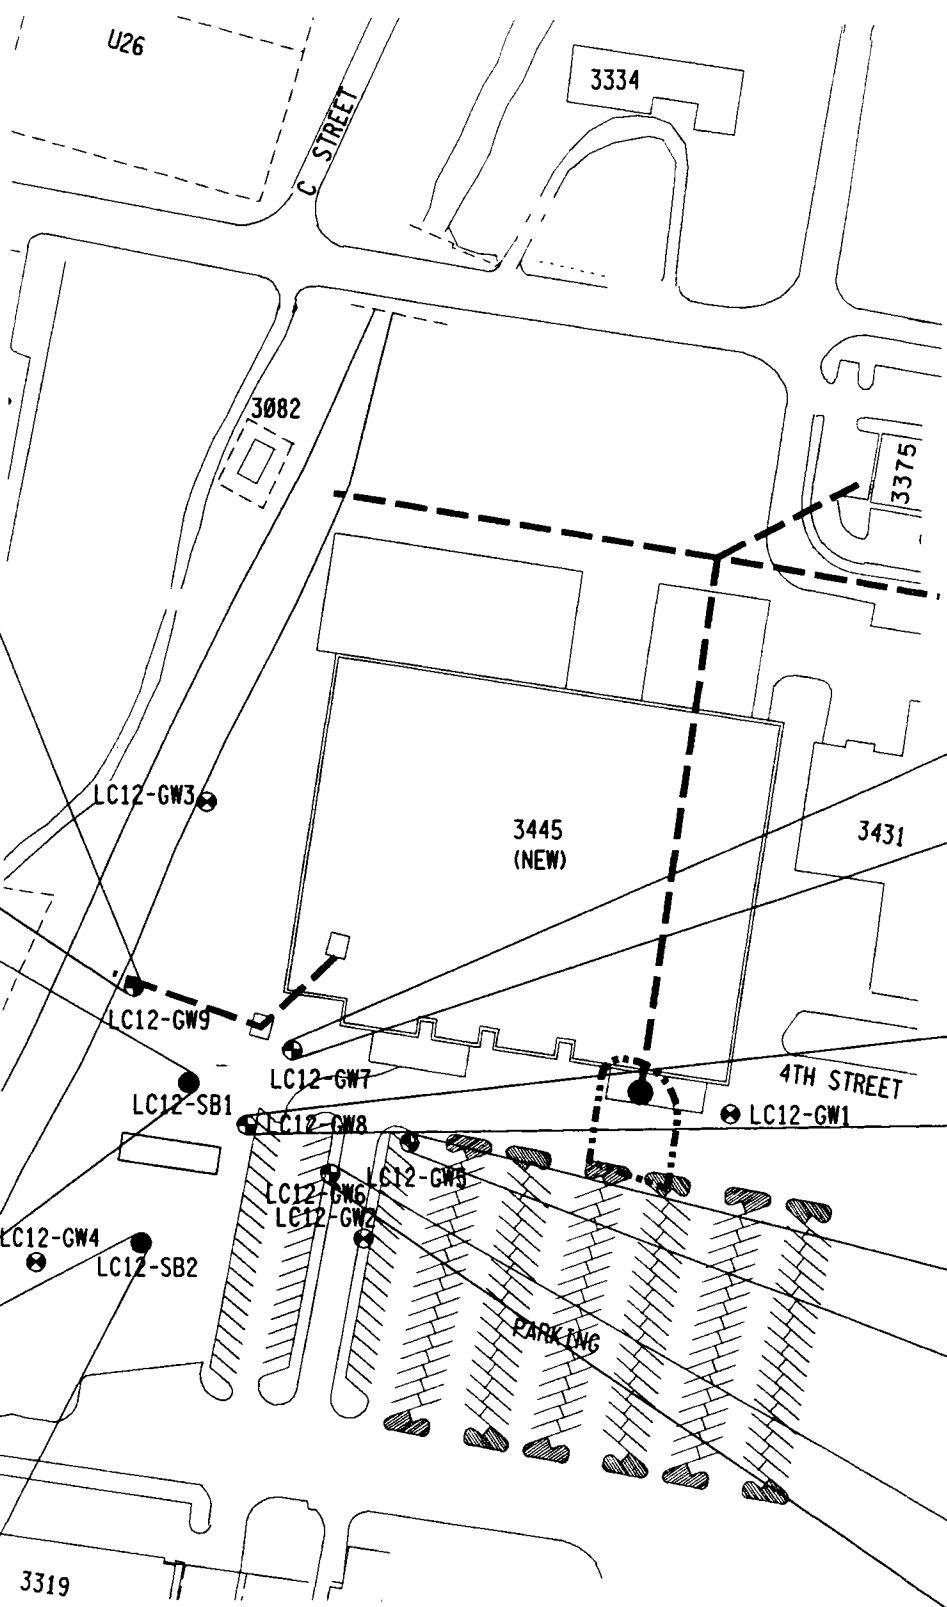 U26
3334
C STREET
3082
3375
LC12-GW3
3445
(NEW)
3431
LC12-GW9
LC12-GW7
4TH STREET
LC12-SB1
LC12-GW8
LC12-GW1
LC12-GW5
LC12-GW6
LC12-GW2
LC12-GW4
LC12-SB2
PARKING
3319